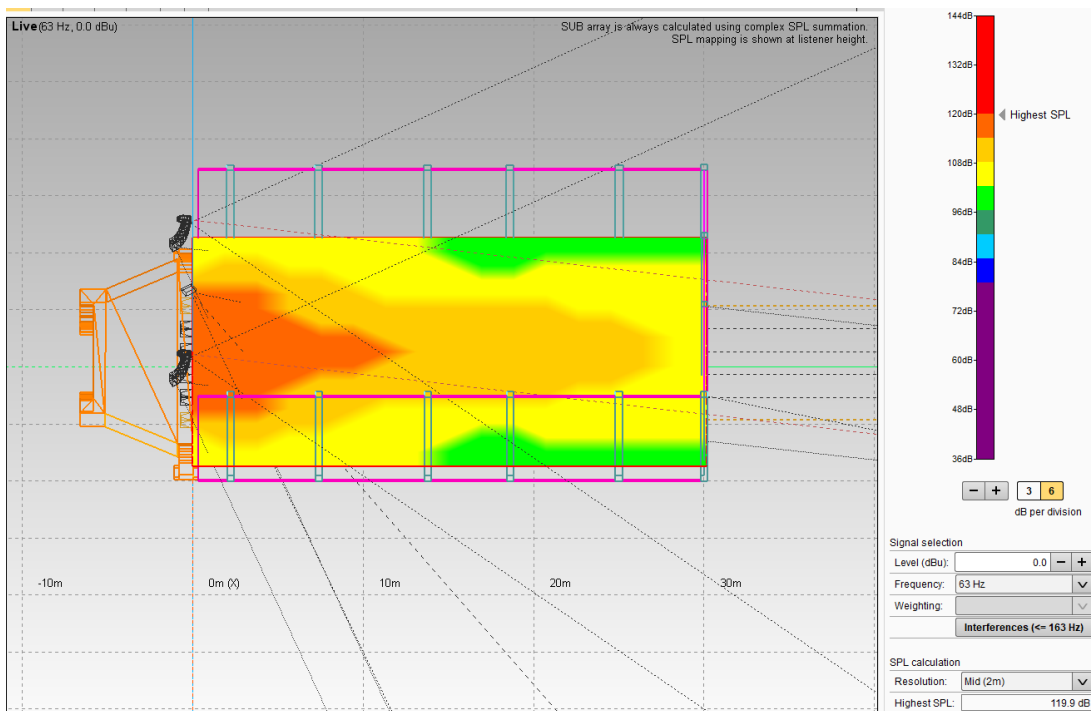 Live (63 Hz, 0.0 dBu)
SUB array is always calculated using complex SPL summation.
SPL mapping is shown at listener height.
-10m
0m (X)
10m
20m
30m
144dB
132dB
120dB
Highest SPL
108dB
96dB
84dB
72dB
60dB
48dB
36dB
− + 3 6
dB per division
Signal selection
Level (dBu): 0.0 − +
Frequency: 63 Hz
Weighting:
Interferences (<= 163 Hz)
SPL calculation
Resolution: Mid (2m)
Highest SPL: 119.9 dB